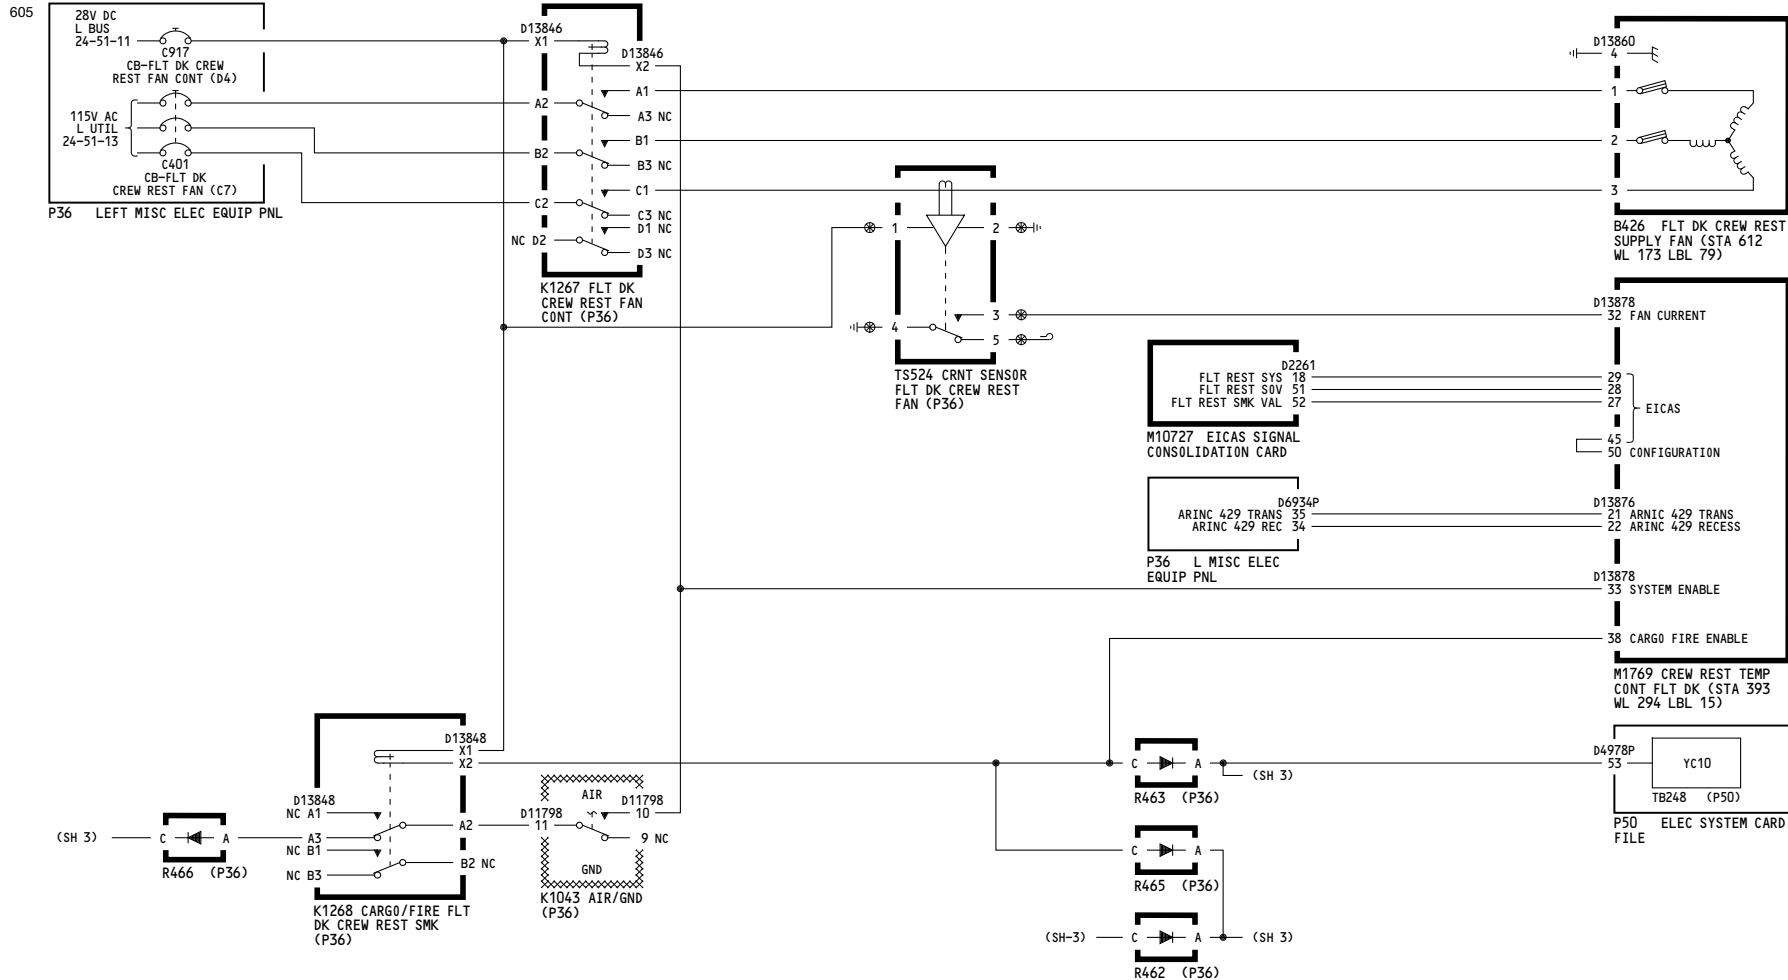 605
28V DC
L BUS
24-51-11
C917
CB-FLT DK CREW
REST FAN CONT (D4)
115V AC
L UTIL
24-51-13
C401
CB-FLT DK
CREW REST FAN (C7)
P36 LEFT MISC ELEC EQUIP PNL
D13846
X1
D13846
X2
A1
A2
A3 NC
B1
B2
B3 NC
C1
C2
C3 NC
D1 NC
NC D2
D3 NC
K1267 FLT DK
CREW REST FAN
CONT (P36)
1
2
3
4
5
TS524 CRNT SENSOR
FLT DK CREW REST
FAN (P36)
D13860
4
1
2
3
B426 FLT DK CREW REST
SUPPLY FAN (STA 612
WL 173 LBL 79)
D13878
32 FAN CURRENT
D2261
FLT REST SYS 18
FLT REST SOV 51
FLT REST SMK VAL 52
M10727 EICAS SIGNAL
CONSOLIDATION CARD
29
28
27
EICAS
45
50 CONFIGURATION
D6934P
ARINC 429 TRANS 35
ARINC 429 REC 34
P36 L MISC ELEC
EQUIP PNL
D13876
21 ARNIC 429 TRANS
22 ARINC 429 RECESS
D13878
33 SYSTEM ENABLE
38 CARGO FIRE ENABLE
M1769 CREW REST TEMP
CONT FLT DK (STA 393
WL 294 LBL 15)
D13848
X1
X2
D13848
NC A1
A2
A3
NC B1
B2 NC
NC B3
K1268 CARGO/FIRE FLT
DK CREW REST SMK
(P36)
(SH 3)
C A
R466 (P36)
AIR
D11798
11
D11798
10
9 NC
GND
K1043 AIR/GND
(P36)
C A
(SH 3)
R463 (P36)
C A
R465 (P36)
(SH-3)
C A
(SH 3)
R462 (P36)
D4978P
53
YC10
TB248 (P50)
P50 ELEC SYSTEM CARD
FILE